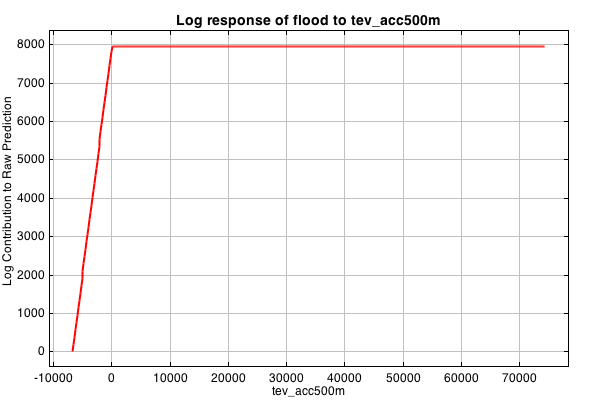 Log response of flood to tev_acc500m
Log Contribution to Raw Prediction
8000
7000
6000
5000
4000
3000
2000
1000
0
-10000 0 10000 20000 30000 40000 50000 60000 70000
tev_acc500m